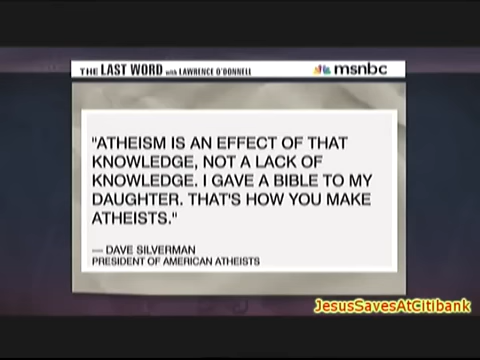 THE LAST WORD WITH LAWRENCE O'DONNELL
msnbc
"ATHEISM IS AN EFFECT OF THAT
KNOWLEDGE, NOT A LACK OF
KNOWLEDGE. I GAVE A BIBLE TO MY
DAUGHTER. THAT'S HOW YOU MAKE
ATHEISTS."
— DAVE SILVERMAN
PRESIDENT OF AMERICAN ATHEISTS
JesusSavesAtCitibank